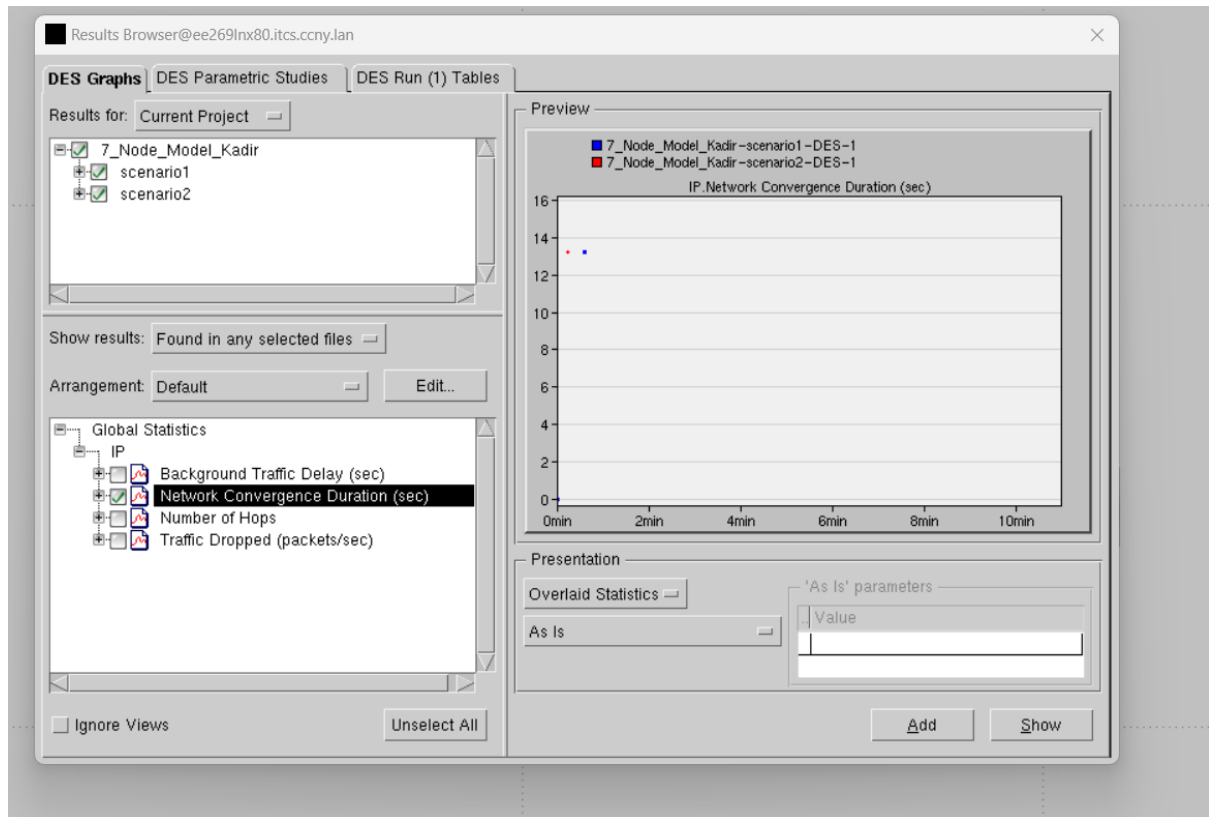 Results Browser@ee269lnx80.itcs.ccny.lan
DES Graphs
DES Parametric Studies
DES Run (1) Tables
Results for: Current Project
7_Node_Model_Kadir
scenario1
scenario2
Show results: Found in any selected files
Arrangement: Default
Edit...
Global Statistics
IP
Background Traffic Delay (sec)
Network Convergence Duration (sec)
Number of Hops
Traffic Dropped (packets/sec)
Ignore Views
Unselect All
Preview
7_Node_Model_Kadir-scenario1-DES-1
7_Node_Model_Kadir-scenario2-DES-1
IP.Network Convergence Duration (sec)
16
14
12
10
8
6
4
2
0
0min 2min 4min 6min 8min 10min
Presentation
Overlaid Statistics
As Is
'As Is' parameters
.. Value
Add
Show